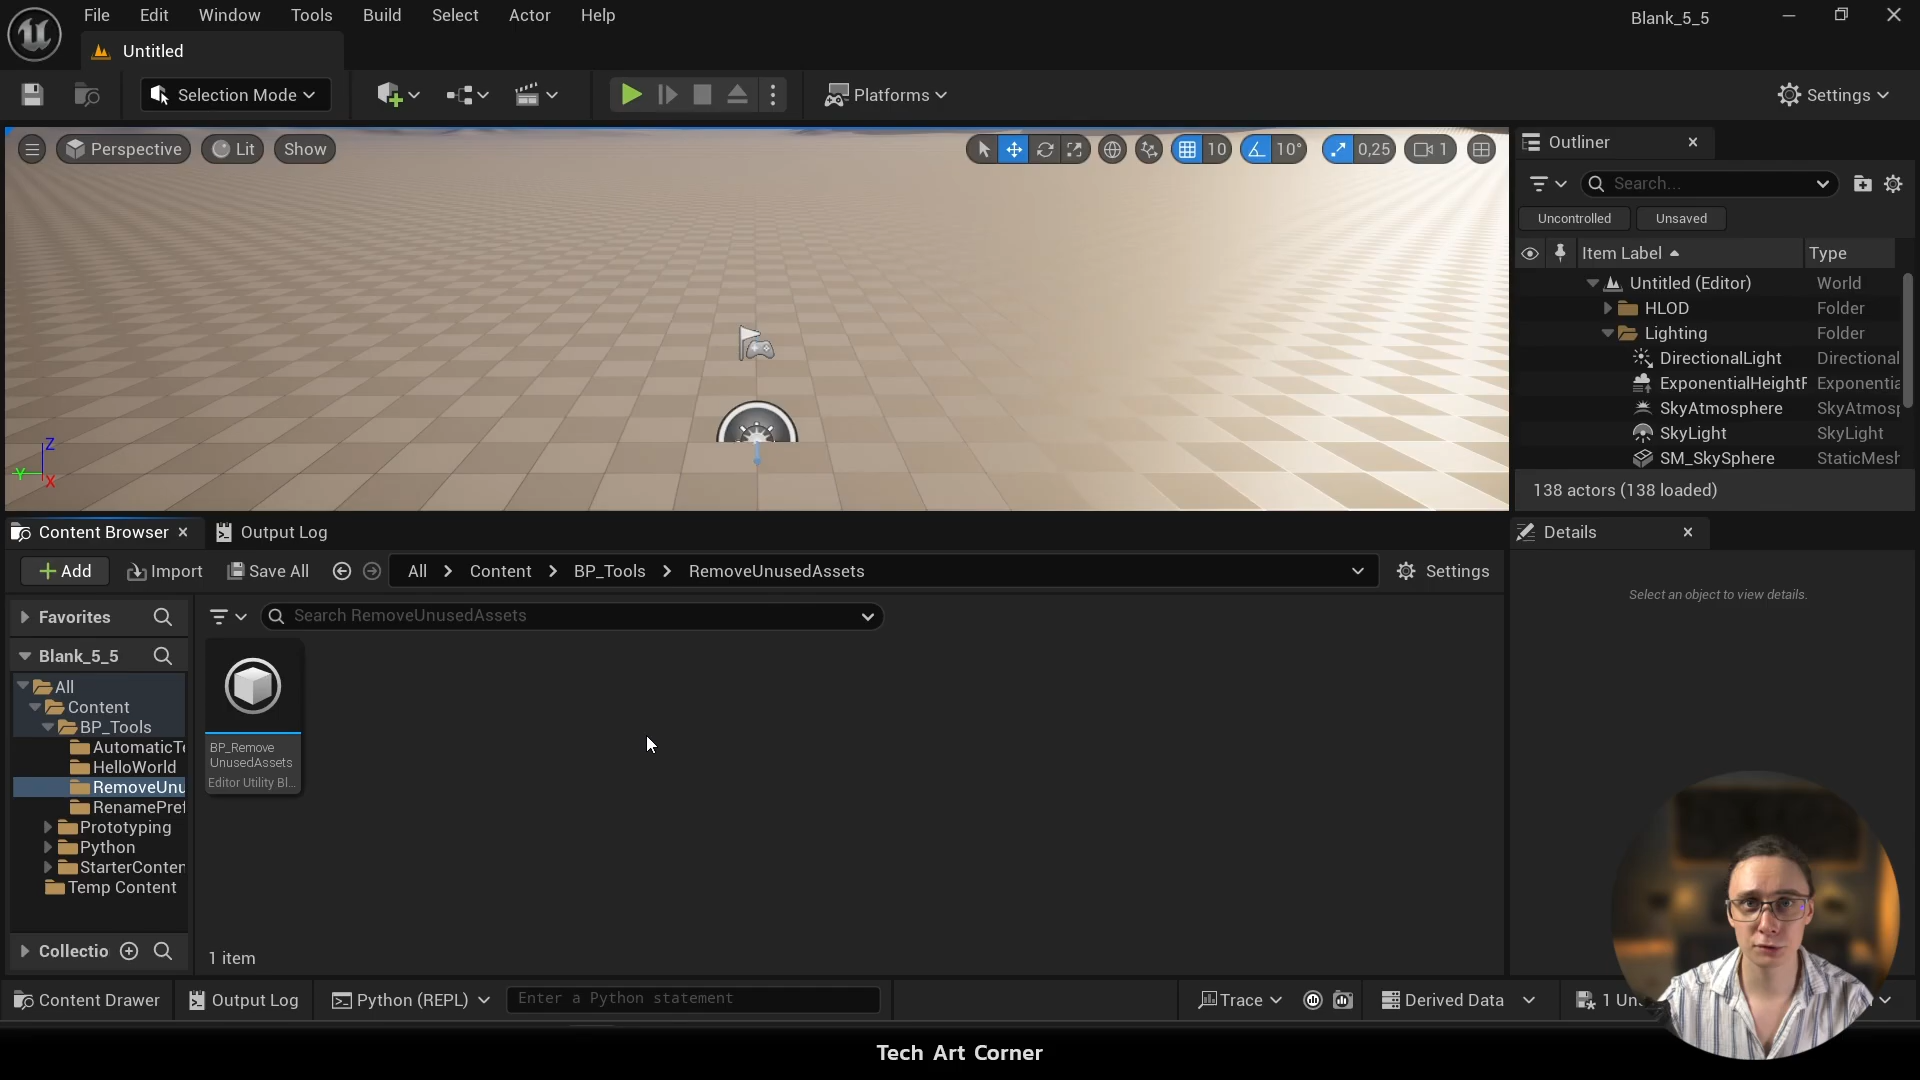 File Edit Window Tools Build Select Actor Help
Blank_5_5
Untitled
Selection Mode
Platforms
Settings
Perspective
Lit
Show
10
10°
0,25
1
Outliner
Search...
Uncontrolled
Unsaved
Item Label
Type
Untitled (Editor)
World
HLOD
Folder
Lighting
Folder
DirectionalLight
Directional
ExponentialHeightF
Exponentia
SkyAtmosphere
SkyAtmosp
SkyLight
SkyLight
SM_SkySphere
StaticMesh
138 actors (138 loaded)
Content Browser
Output Log
Details
Add
Import
Save All
All
Content
BP_Tools
RemoveUnusedAssets
Settings
Select an object to view details.
Favorites
Search RemoveUnusedAssets
Blank_5_5
All
Content
BP_Tools
AutomaticTe
HelloWorld
RemoveUnu
RenamePref
Prototyping
Python
StarterConten
Temp Content
BP_Remove
UnusedAssets
Editor Utility Bl...
Collectio
1 item
Content Drawer
Output Log
Python (REPL)
Enter a Python statement
Trace
Derived Data
1 Un
Tech Art Corner
X
Y
Z